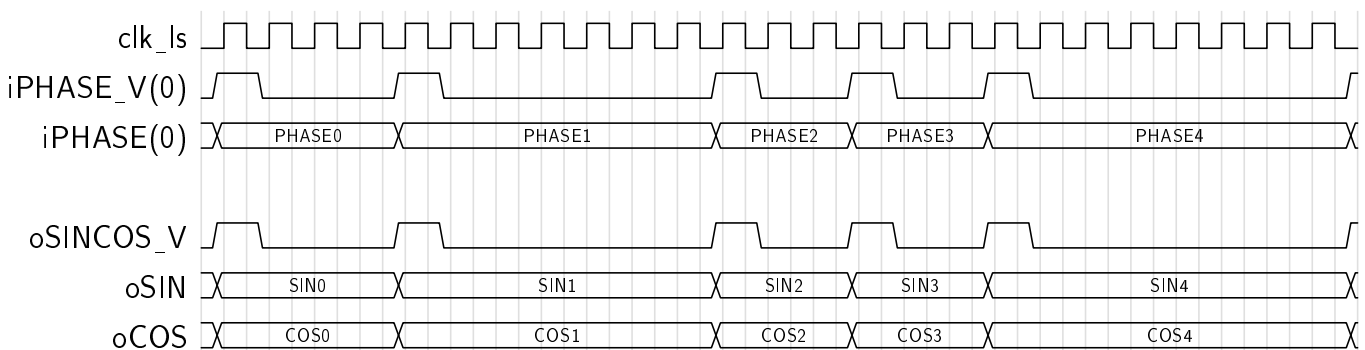 clk_ls
iPHASE_V(0)
iPHASE(0) PHASE0 PHASE1 PHASE2 PHASE3 PHASE4
oSINCOS_V
oSIN SIN0 SIN1 SIN2 SIN3 SIN4
oCOS COS0 COS1 COS2 COS3 COS4